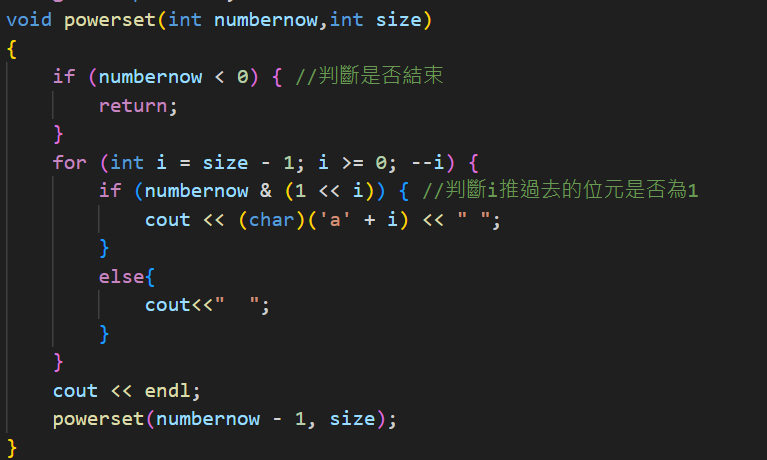 void powerset(int numbernow,int size)
{
    if (numbernow < 0) { //判斷是否結束
        return;
    }
    for (int i = size - 1; i >= 0; --i) {
        if (numbernow & (1 << i)) { //判斷i推過去的位元是否為1
            cout << (char)('a' + i) << " ";
        }
        else{
            cout<<"  ";
        }
    }
    cout << endl;
    powerset(numbernow - 1, size);
}